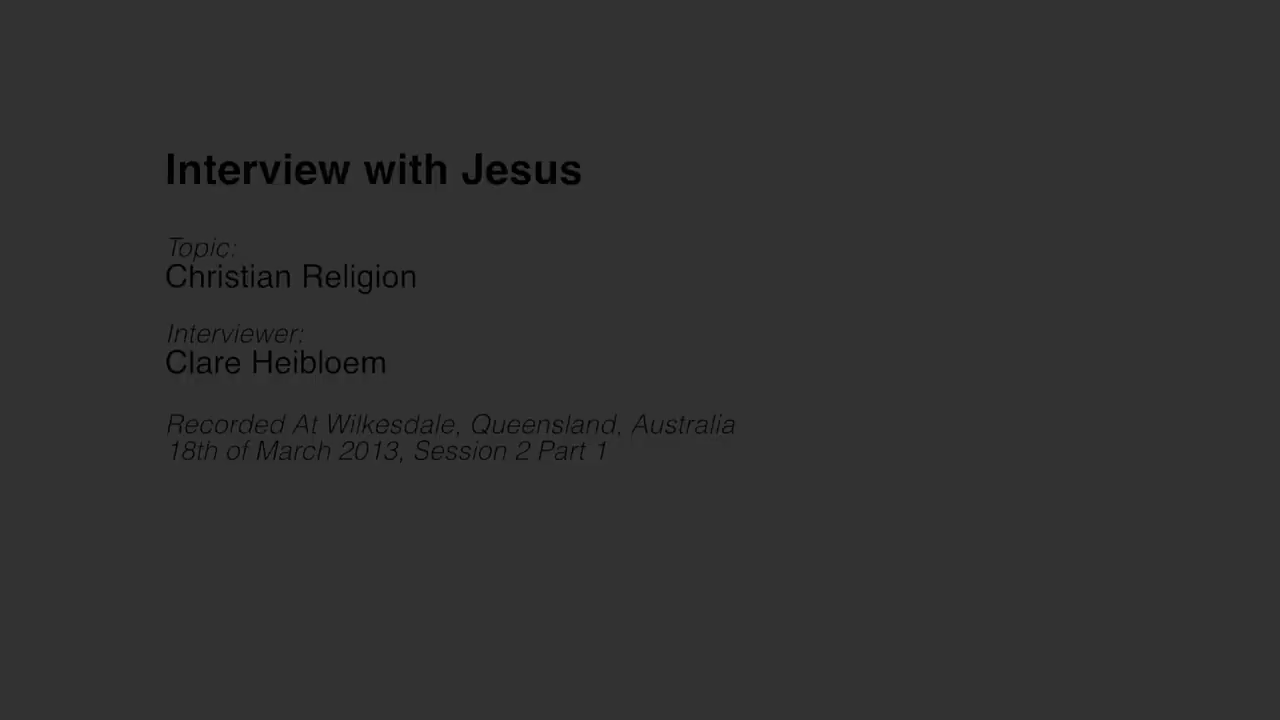 Interview with Jesus
Topic:
Christian Religion
Interviewer:
Clare Heibloem
Recorded At Wilkesdale, Queensland, Australia
18th of March 2013, Session 2 Part 1